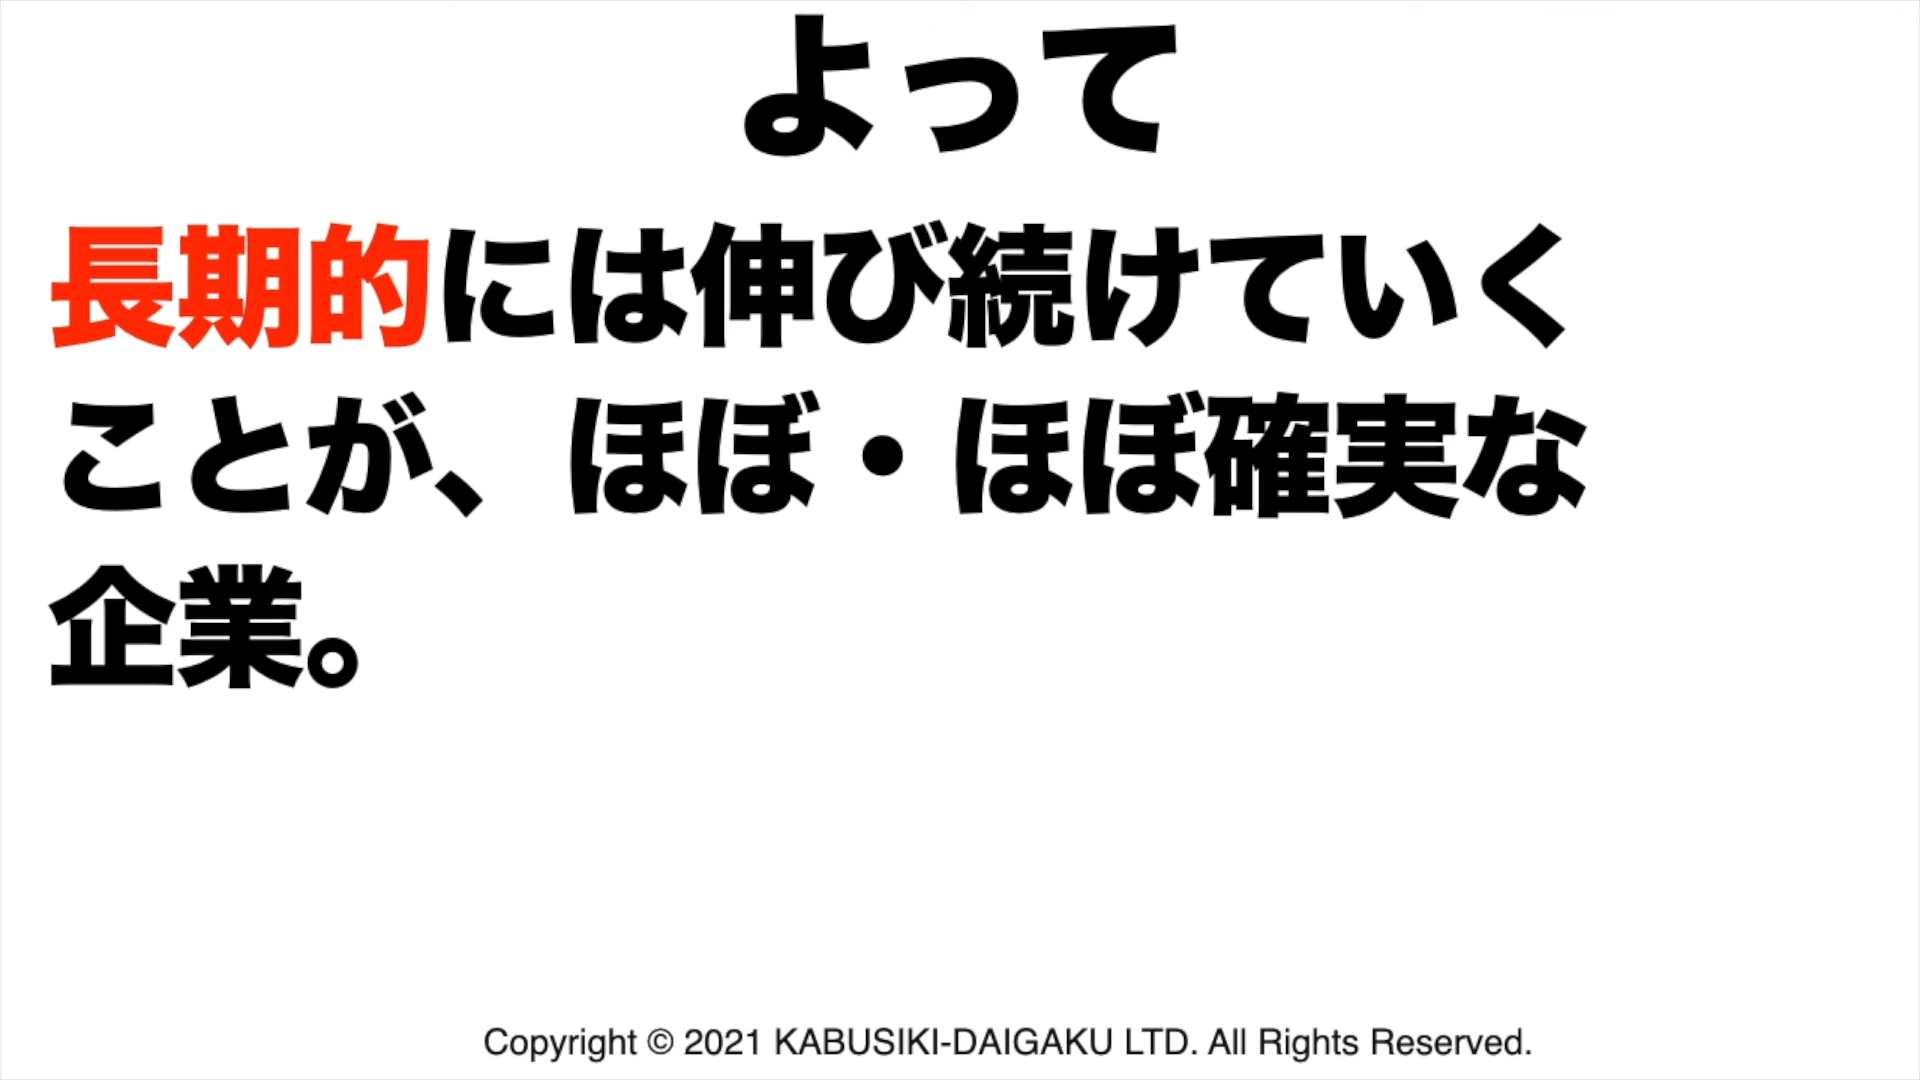 よって
長期的には伸び続けていく
ことが、ほぼ・ほぼ確実な
企業。
Copyright © 2021 KABUSIKI-DAIGAKU LTD. All Rights Reserved.